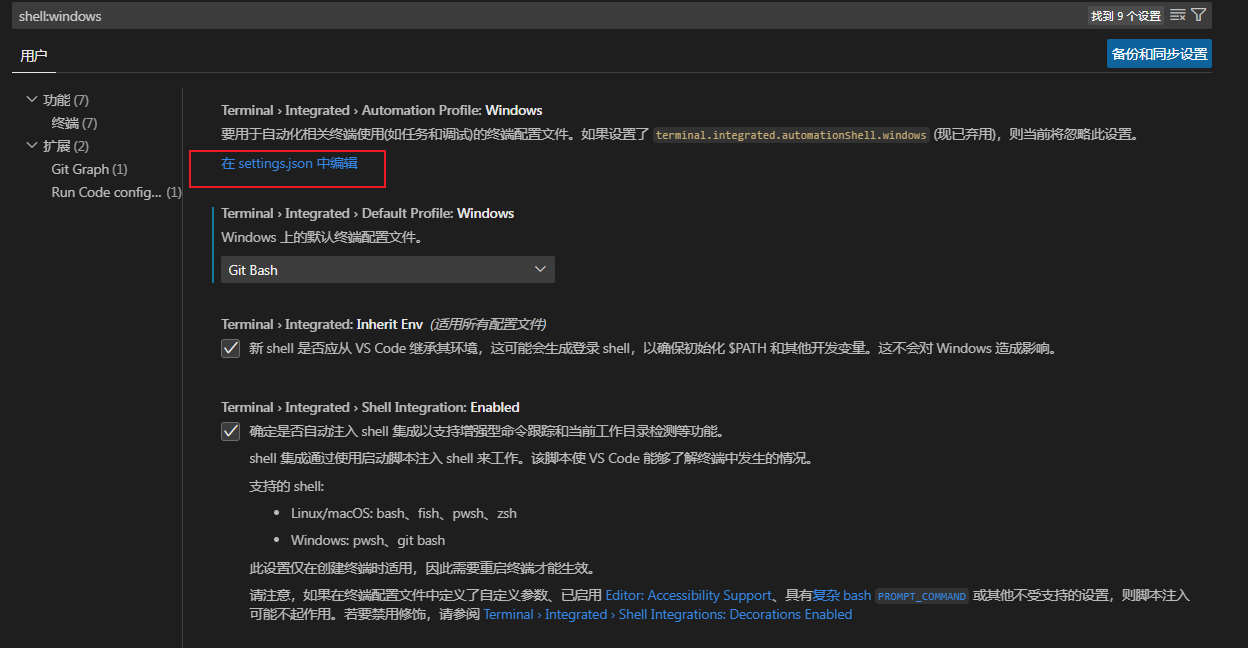 shell:windows
找到 9 个设置
用户
备份和同步设置
功能 (7)
终端 (7)
扩展 (2)
Git Graph (1)
Run Code config... (1)
Terminal › Integrated › Automation Profile: Windows
要用于自动化相关终端使用(如任务和调试)的终端配置文件。如果设置了 terminal.integrated.automationShell.windows (现已弃用)，则当前将忽略此设置。
在 settings.json 中编辑
Terminal › Integrated › Default Profile: Windows
Windows 上的默认终端配置文件。
Git Bash
Terminal › Integrated: Inherit Env (适用所有配置文件)
新 shell 是否应从 VS Code 继承其环境，这可能会生成登录 shell，以确保初始化 $PATH 和其他开发变量。这不会对 Windows 造成影响。
Terminal › Integrated › Shell Integration: Enabled
确定是否自动注入 shell 集成以支持增强型命令跟踪和当前工作目录检测等功能。
shell 集成通过使用启动脚本注入 shell 来工作。该脚本使 VS Code 能够了解终端中发生的情况。
支持的 shell:
• Linux/macOS: bash、fish、pwsh、zsh
• Windows: pwsh、git bash
此设置仅在创建终端时适用，因此需要重启终端才能生效。
请注意，如果在终端配置文件中定义了自定义参数、已启用 Editor: Accessibility Support、具有复杂 bash PROMPT_COMMAND 或其他不受支持的设置，则脚本注入
可能不起作用。若要禁用修饰，请参阅 Terminal › Integrated › Shell Integrations: Decorations Enabled